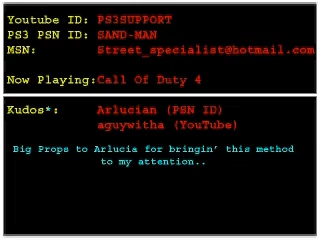 Youtube ID: PS3SUPPORT
PS3 PSN ID: SAND-MAN
MSN: Street_specialist@hotmail.com
Now Playing:Call Of Duty 4
Kudos*: Arlucian (PSN ID)
aguywitha (YouTube)
Big Props to Arlucia for bringin' this method
to my attention..